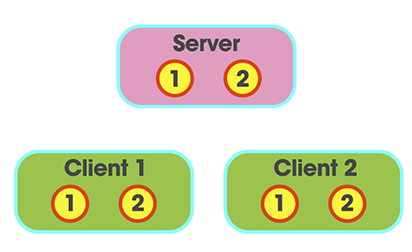 Server
1 2
Client 1
1 2
Client 2
1 2